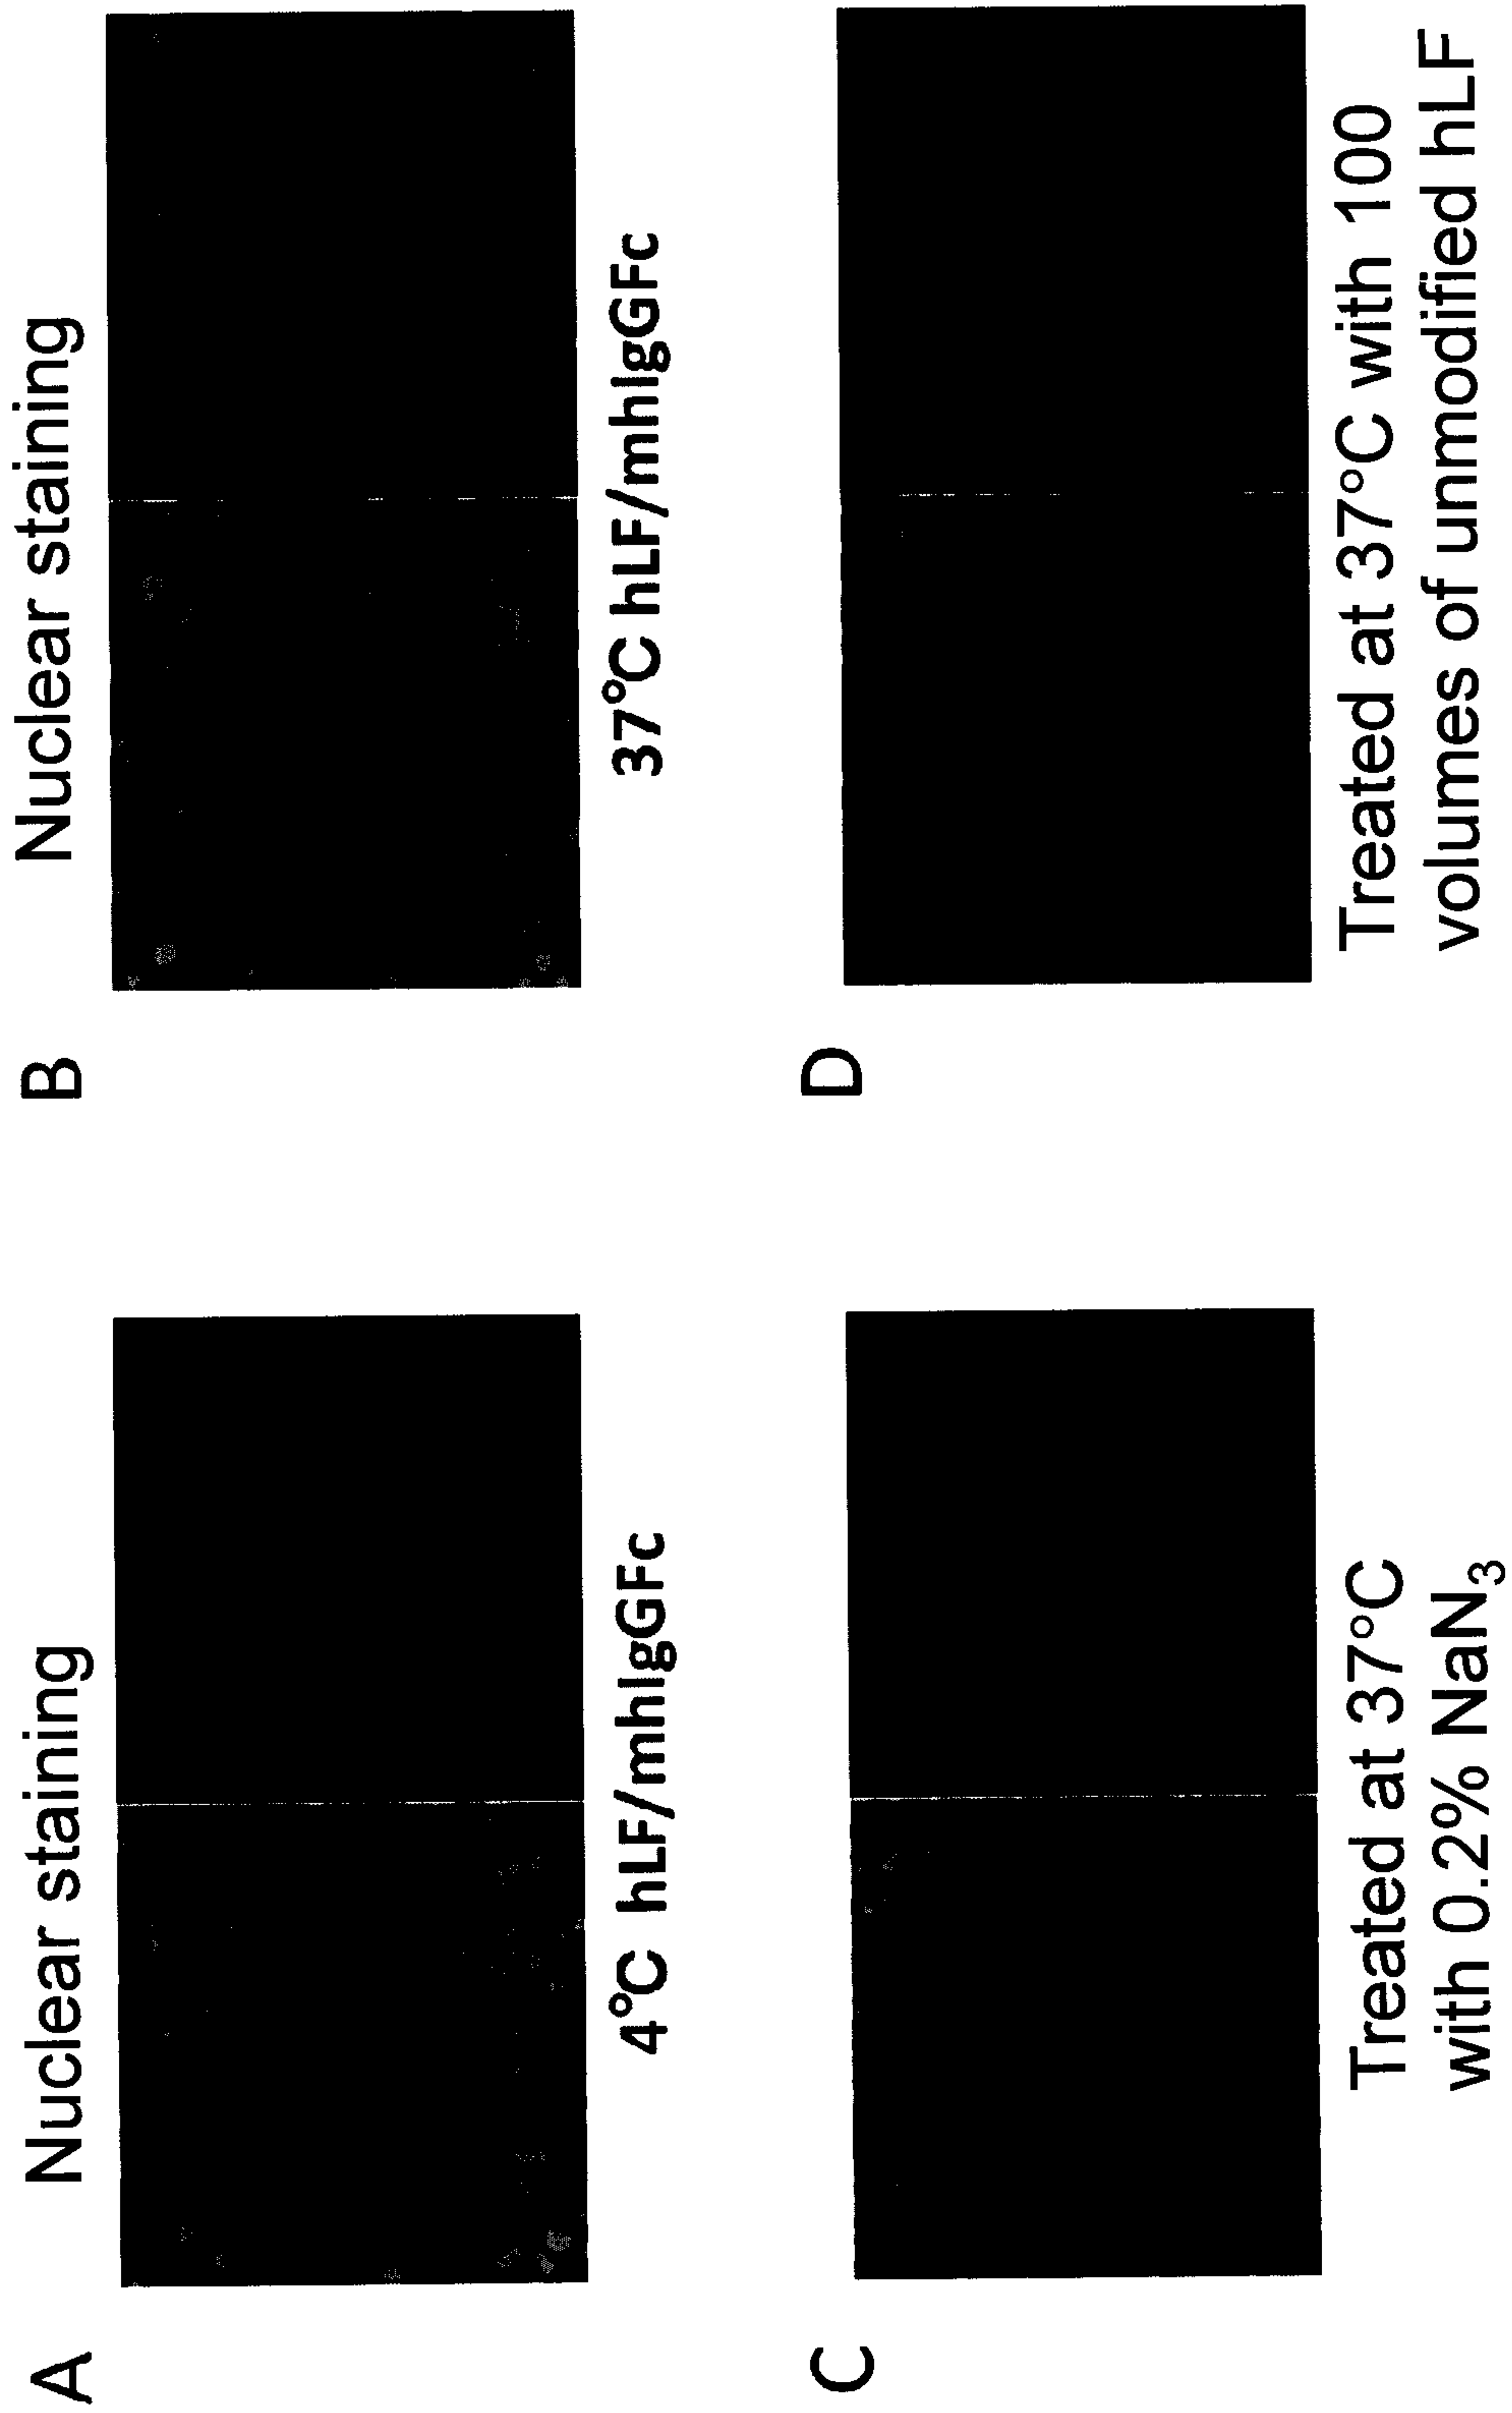 A
Nuclear staining
4°C hLF/mhIgGFc
B
Nuclear staining
37°C hLF/mhIgGFc
C
Treated at 37°C
with 0.2% NaN₃
D
Treated at 37°C with 100
volumes of unmodified hLF